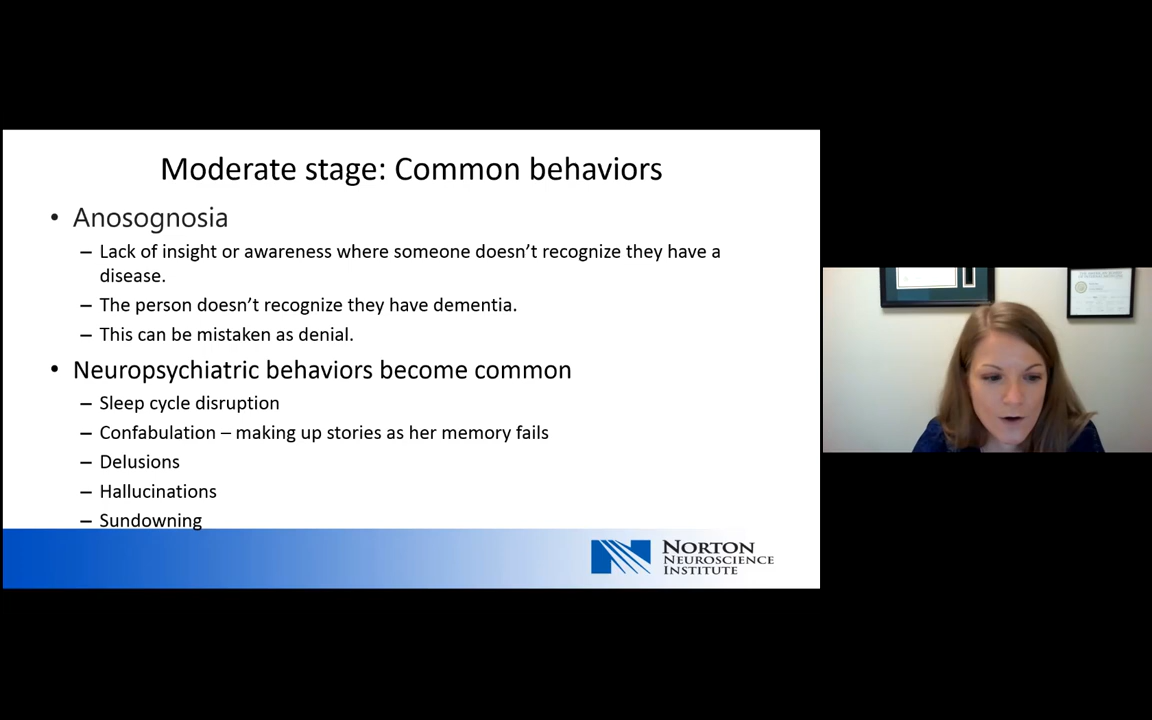 Moderate stage: Common behaviors
• Anosognosia
– Lack of insight or awareness where someone doesn’t recognize they have a
disease.
– The person doesn’t recognize they have dementia.
– This can be mistaken as denial.
• Neuropsychiatric behaviors become common
– Sleep cycle disruption
– Confabulation – making up stories as her memory fails
– Delusions
– Hallucinations
– Sundowning
NORTON
NEUROSCIENCE
INSTITUTE